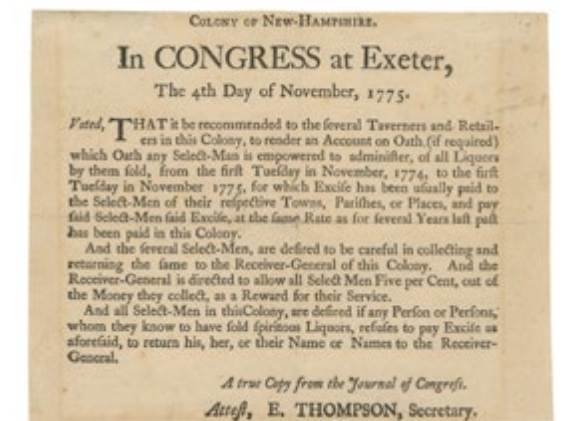 COLONY OF NEW-HAMPSHIRE.
In CONGRESS at Exeter,
The 4th Day of November, 1775.
Voted, THAT it be recommended to the ſeveral Taverners and Retail-
ers in this Colony, to render an Account on Oath (if required)
which Oath any Select-Man is empowered to adminiſter, of all Liquors
by them ſold, from the firſt Tueſday in November, 1774, to the firſt
Tueſday in November 1775, for which Exciſe has been uſually paid to
the Select-Men of their reſpective Towns, Pariſhes, or Places, and pay
ſaid Select-Men ſaid Exciſe, at the ſame Rate as for ſeveral Years laſt paſt
has been paid in this Colony.
And the ſeveral Select-Men, are deſired to be careful in collecting and
returning the ſame to the Receiver-General of this Colony. And the
Receiver-General is directed to allow all Select Men Five per Cent, out of
the Money they collect, as a Reward for their Service.
And all Select-Men in thisColony, are deſired if any Perſon or Perſons,
whom they know to have ſold ſpiritous Liquors, refuſes to pay Exciſe as
aforeſaid, to return his, her, or their Name or Names to the Receiver-
General.
A true Copy from the Journal of Congreſs.
Atteſt, E. THOMPSON, Secretary.